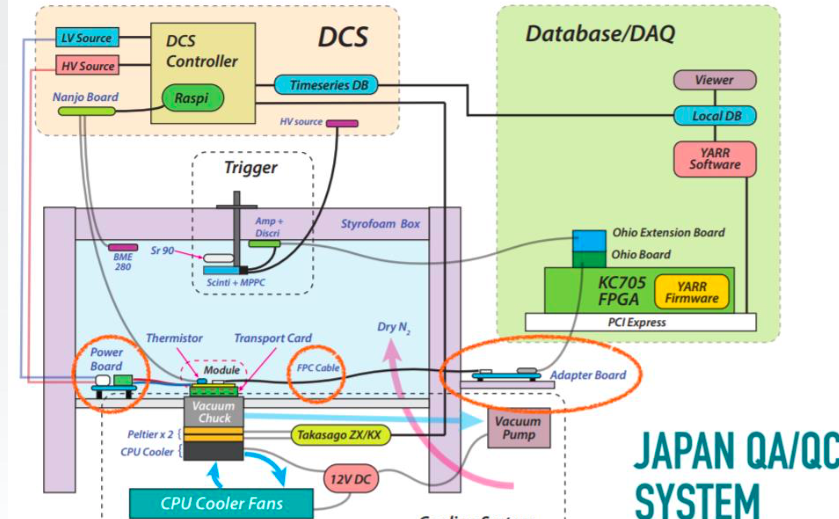 DCS
LV Source
HV Source
DCS
Controller
Raspi
Nanjo Board
Timeseries DB
HV source
Database/DAQ
Viewer
Local DB
YARR
Software
Trigger
Styrofoam Box
Amp +
Discri
Sr 90
Scinti + MPPC
BME
280
Ohio Extension Board
Ohio Board
KC705
FPGA
YARR
Firmware
PCI Express
Dry N2
Power
Board
Thermistor
Transport Card
Module
FPC Cable
Adapter Board
Vacuum
Chuck
Peltier x 2
CPU Cooler
Takasago ZX/KX
Vacuum
Pump
12V DC
CPU Cooler Fans
JAPAN QA/QC
SYSTEM